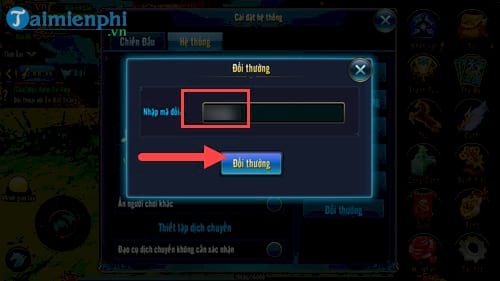 Taimienphi
.vn
Cài đặt hệ thống
Chiến Đấu
Hệ thống
Đổi thưởng
Nhập mã đổi
Đổi thưởng
Ẩn người chơi khác
Đổi thưởng
Thiết lập dịch chuyển
Đạo cụ dịch chuyển không cần xác nhận